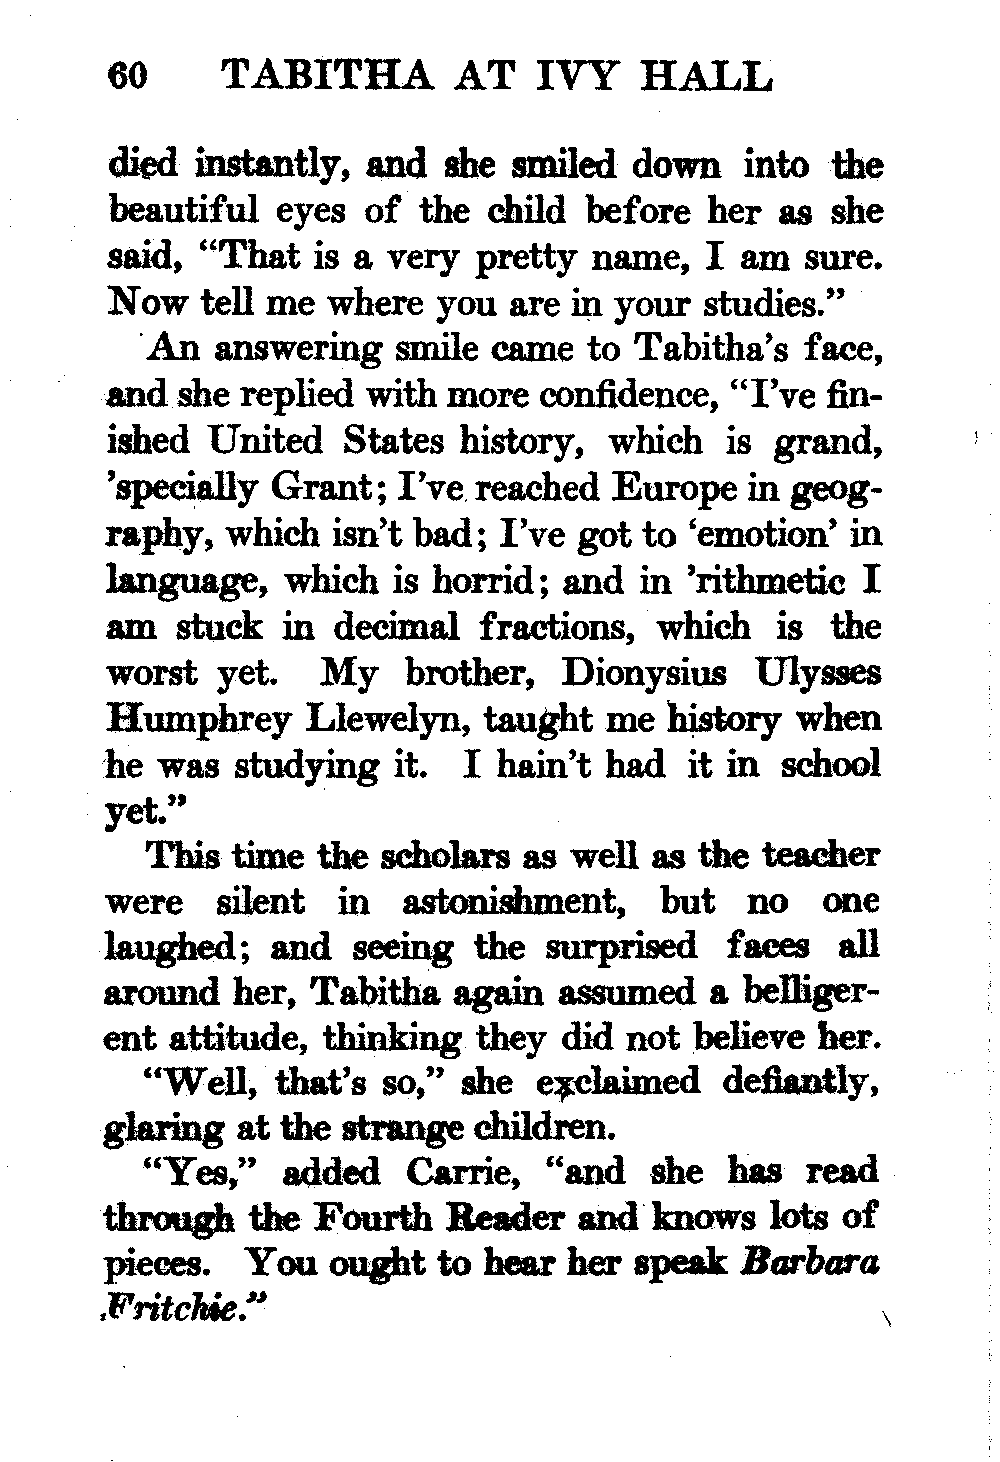 60 TABITHA AT IVY HALL
died instantly, and she smiled down into the
beautiful eyes of the child before her as she
said, “That is a very pretty name, I am sure.
Now tell me where you are in your studies.”
An answering smile came to Tabitha’s face,
and she replied with more confidence, “I’ve fin-
ished United States history, which is grand,
’specially Grant; I’ve reached Europe in geog-
raphy, which isn’t bad; I’ve got to ‘emotion’ in
language, which is horrid; and in ’rithmetic I
am stuck in decimal fractions, which is the
worst yet. My brother, Dionysius Ulysses
Humphrey Llewelyn, taught me history when
he was studying it. I hain’t had it in school
yet.”
This time the scholars as well as the teacher
were silent in astonishment, but no one
laughed; and seeing the surprised faces all
around her, Tabitha again assumed a belliger-
ent attitude, thinking they did not believe her.
“Well, that’s so,” she exclaimed defiantly,
glaring at the strange children.
“Yes,” added Carrie, “and she has read
through the Fourth Reader and knows lots of
pieces. You ought to hear her speak Barbara
Fritchie.”